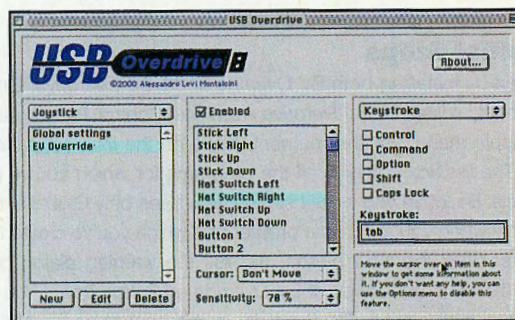 USB Overdrive
USB Overdrive
©2000 Alessandro Levi Montalcini
About...
Joystick
Global settings
EV Override
New
Edit
Delete
Enabled
Stick Left
Stick Right
Stick Up
Stick Down
Hat Switch Left
Hat Switch Right
Hat Switch Up
Hat Switch Down
Button 1
Button 2
Cursor: Don't Move
Sensitivity: 70 %
Keystroke
Control
Command
Option
Shift
Caps Lock
Keystroke:
tab
Move the cursor over an item in this
window to get some information about
it. If you don't want any help, you can
use the Options menu to disable this
feature.